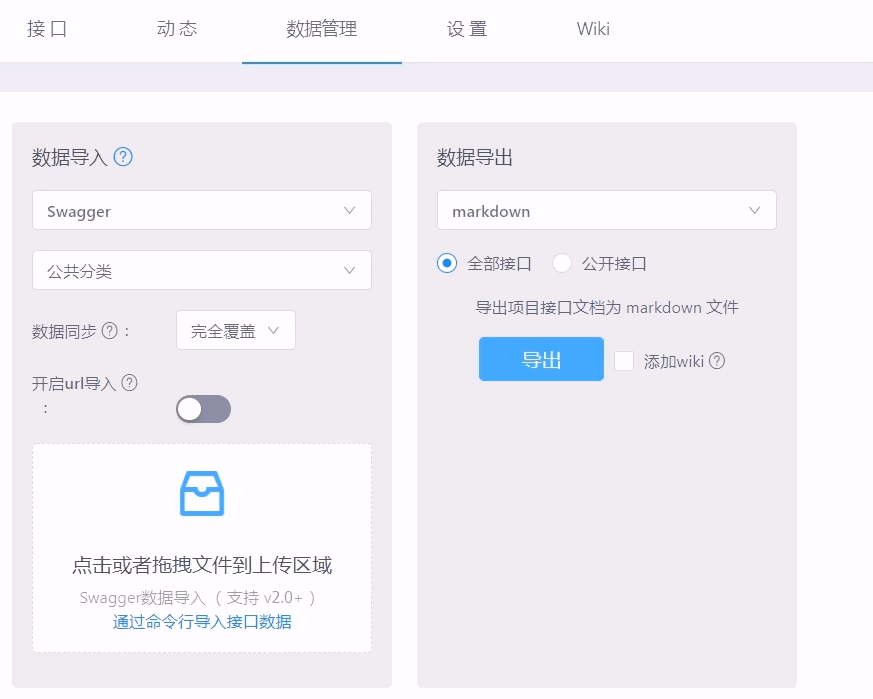 接 口
动 态
数据管理
设 置
Wiki
数据导入 ?
Swagger
公共分类
数据同步 ? :
完全覆盖
开启url导入 ?
:
点击或者拖拽文件到上传区域
Swagger数据导入（ 支持 v2.0+ ）
通过命令行导入接口数据
数据导出
markdown
全部接口
公开接口
导出项目接口文档为 markdown 文件
导出
添加wiki ?